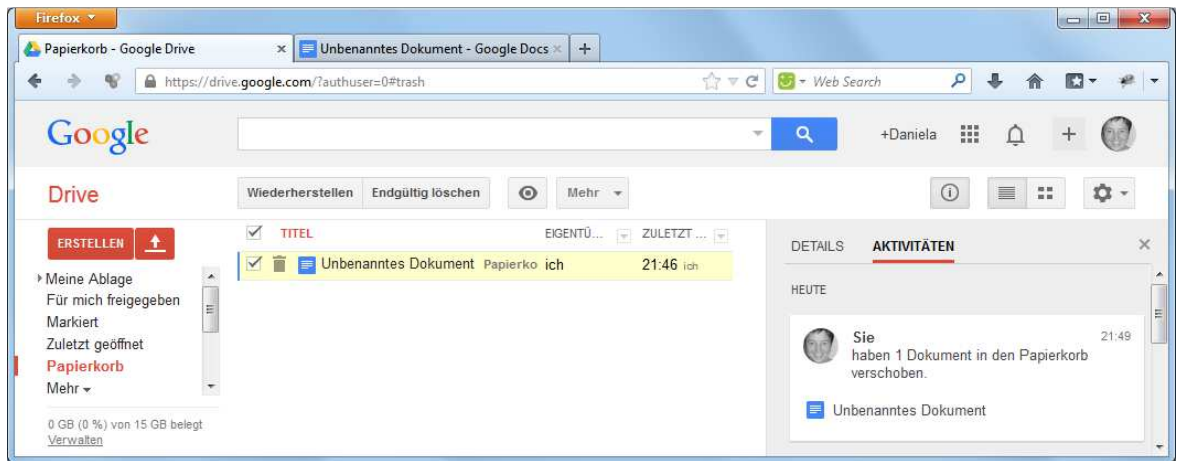 Firefox
Papierkorb - Google Drive
Unbenanntes Dokument - Google Docs
https://drive.google.com/?authuser=0#trash
Web Search
Google
+Daniela
Drive
Wiederherstellen Endgültig löschen Mehr
ERSTELLEN
Meine Ablage
Für mich freigegeben
Markiert
Zuletzt geöffnet
Papierkorb
Mehr
0 GB (0 %) von 15 GB belegt
Verwalten
TITEL EIGENTÜ... ZULETZT ...
Unbenanntes Dokument Papierko ich 21:46 ich
DETAILS AKTIVITÄTEN
HEUTE
Sie 21:49
haben 1 Dokument in den Papierkorb
verschoben.
Unbenanntes Dokument